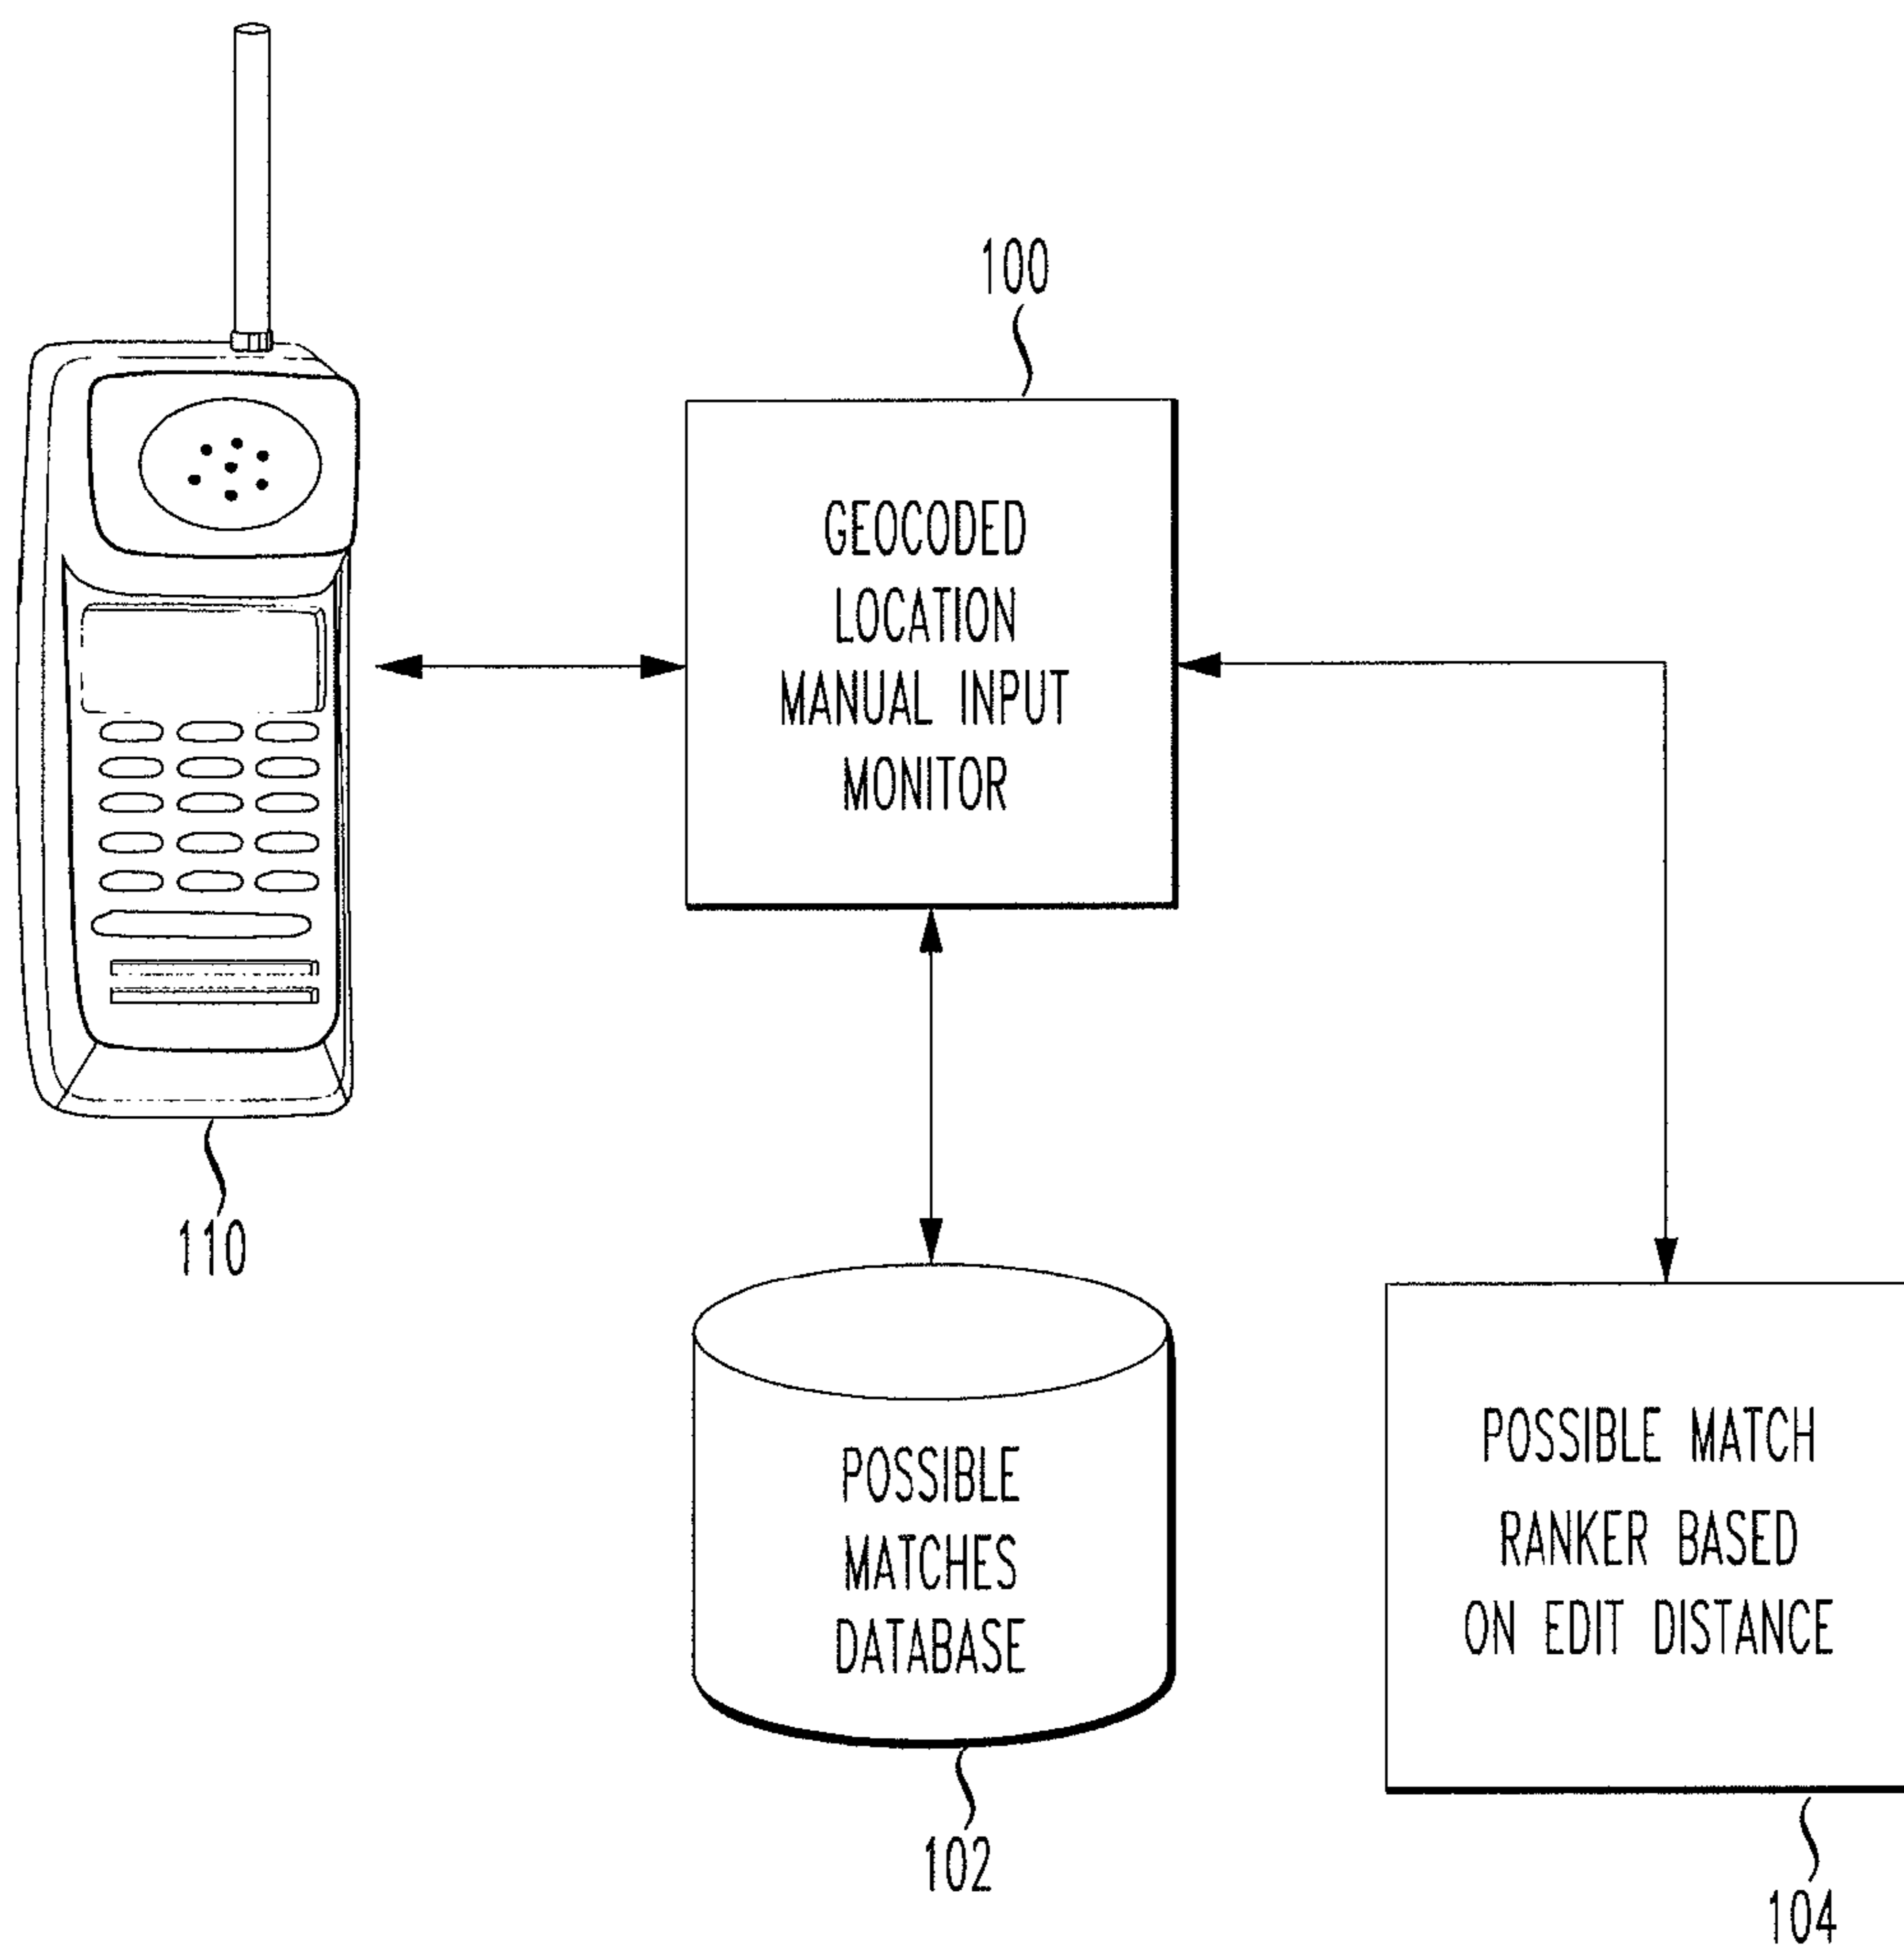 100
GEOCODED
LOCATION
MANUAL INPUT
MONITOR
110
POSSIBLE
MATCHES
DATABASE
102
POSSIBLE MATCH
RANKER BASED
ON EDIT DISTANCE
104